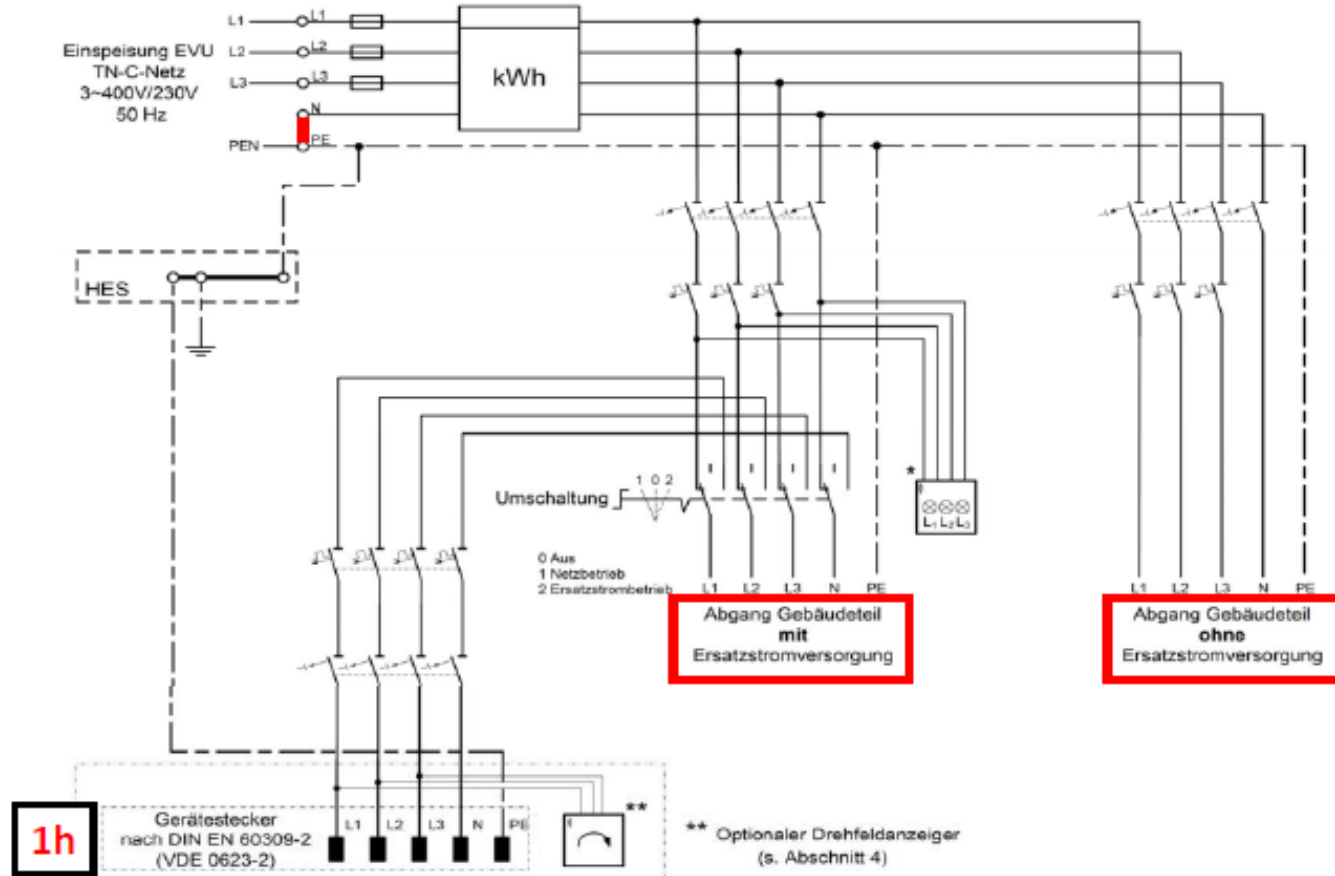 L1 L1
Einspeisung EVU L2 L2
TN-C-Netz
3~400V/230V L3 L3
50 Hz
N
PEN PE
kWh
HES
Umschaltung 1 0 2
0 Aus
1 Netzbetrieb
2 Ersatzstrombetrieb
*
L1 L2 L3
L1 L2 L3 N PE
Abgang Gebäudeteil
mit
Ersatzstromversorgung
L1 L2 L3 N PE
Abgang Gebäudeteil
ohne
Ersatzstromversorgung
1h
Gerätestecker
nach DIN EN 60309-2
(VDE 0623-2)
L1 L2 L3 N PE
**
** Optionaler Drehfeldanzeiger
(s. Abschnitt 4)